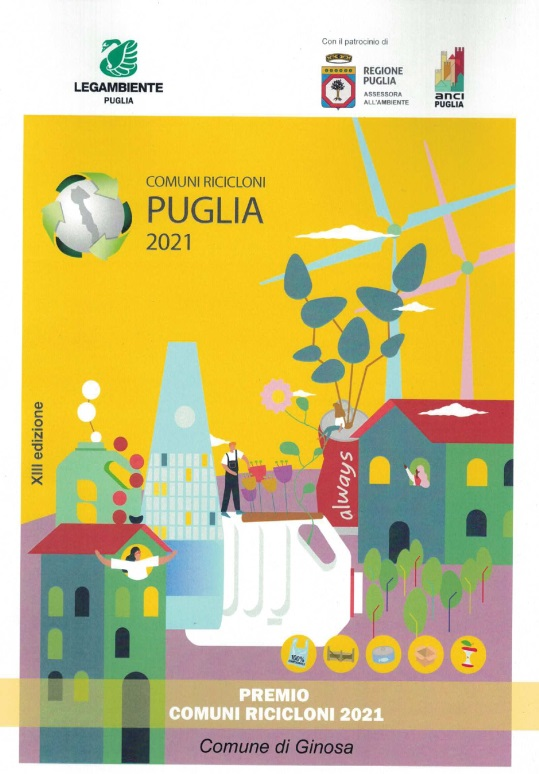 LEGAMBIENTE
PUGLIA
Con il patrocinio di
REGIONE
PUGLIA
ASSESSORA
ALL'AMBIENTE
anci
PUGLIA
COMUNI RICICLONI
PUGLIA
2021
XIII edizione
always
100%
PREMIO
COMUNI RICICLONI 2021
Comune di Ginosa